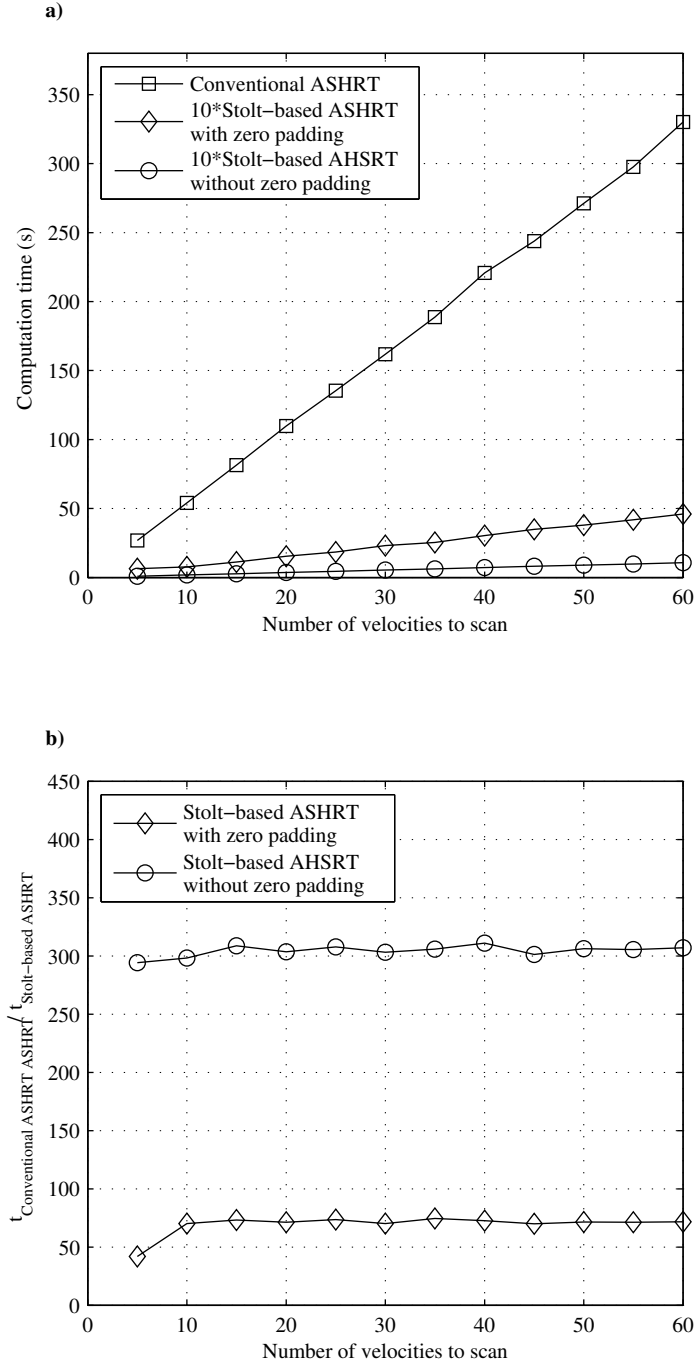 a)
350
300
250
200
150
100
50
0
Computation time (s)
Conventional ASHRT
10*Stolt−based ASHRT
with zero padding
10*Stolt−based AHSRT
without zero padding
0 10 20 30 40 50 60
Number of velocities to scan
b)
450
400
350
300
250
200
150
100
50
0
tConventional ASHRT ASHRT/ tStolt−based ASHRT
Stolt−based ASHRT
with zero padding
Stolt−based AHSRT
without zero padding
0 10 20 30 40 50 60
Number of velocities to scan